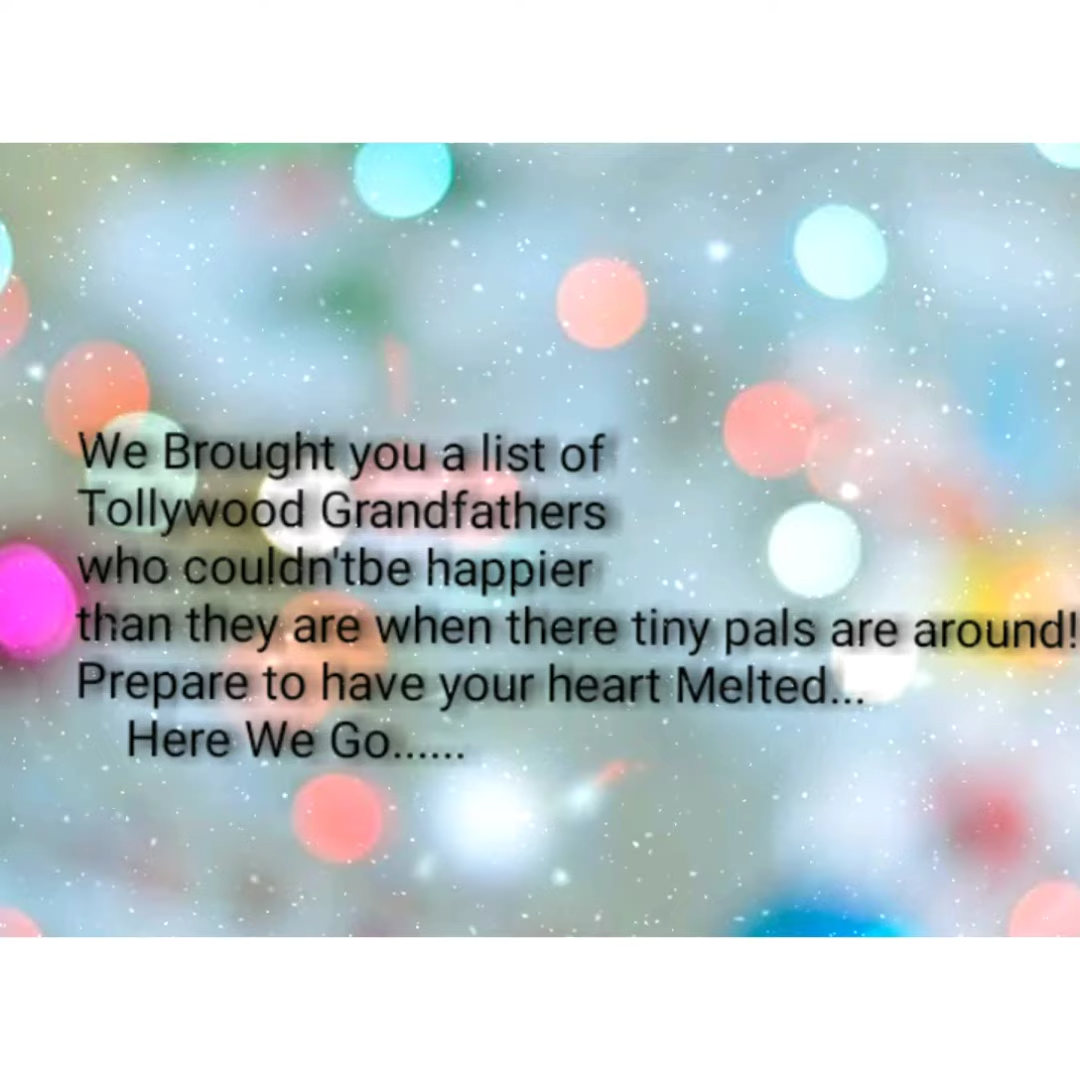 We Brought you a list of
Tollywood Grandfathers
who couldn'tbe happier
than they are when there tiny pals are around!
Prepare to have your heart Melted...
Here We Go......